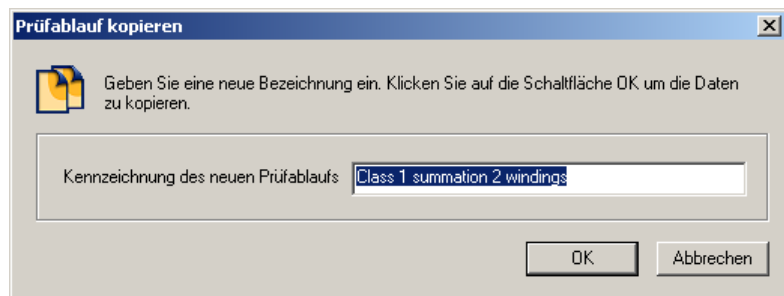 Prüfablauf kopieren
Geben Sie eine neue Bezeichnung ein. Klicken Sie auf die Schaltfläche OK um die Daten
zu kopieren.
Kennzeichnung des neuen Prüfablaufs Class 1 summation 2 windings
OK Abbrechen